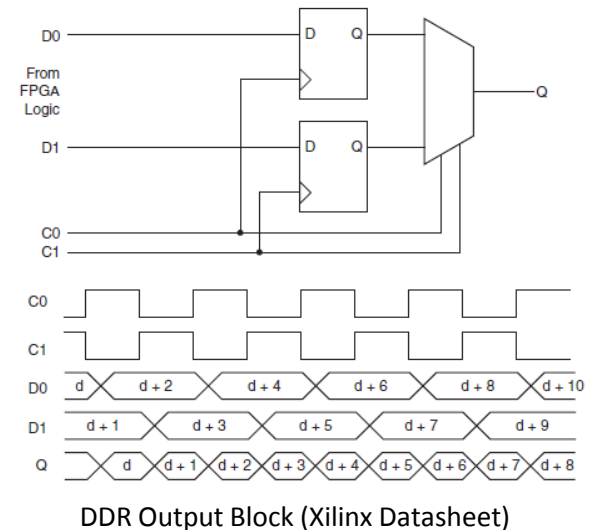 D0
D
Q
From
FPGA
Logic
Q
D1
D
Q
C0
C1
C0
C1
D0 d d + 2 d + 4 d + 6 d + 8 d + 10
D1 d + 1 d + 3 d + 5 d + 7 d + 9
Q d d + 1 d + 2 d + 3 d + 4 d + 5 d + 6 d + 7 d + 8
DDR Output Block (Xilinx Datasheet)